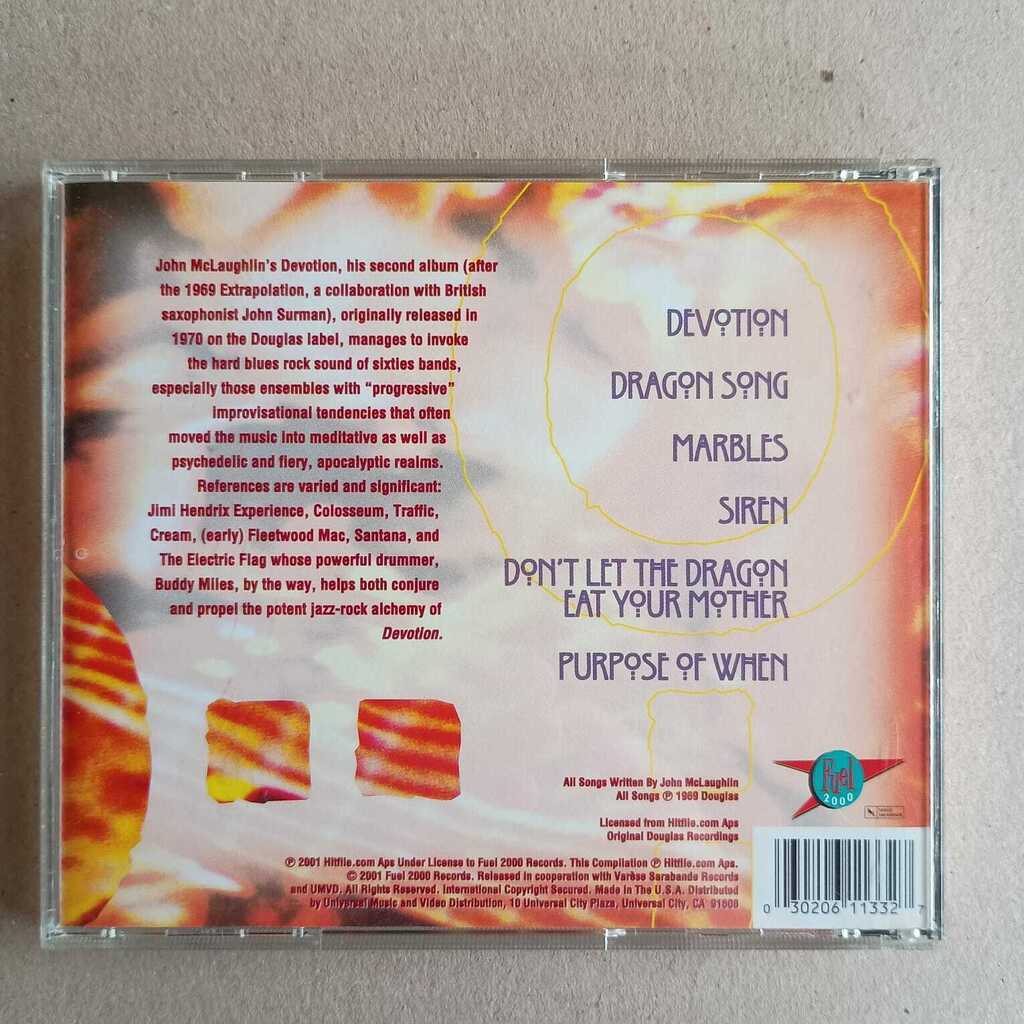 John McLaughlin's Devotion, his second album (after
the 1969 Extrapolation, a collaboration with British
saxophonist John Surman), originally released in
1970 on the Douglas label, manages to invoke
the hard blues rock sound of sixties bands,
especially those ensembles with "progressive"
improvisational tendencies that often
moved the music into meditative as well as
psychedelic and fiery, apocalyptic realms.
References are varied and significant:
Jimi Hendrix Experience, Colosseum, Traffic,
Cream, (early) Fleetwood Mac, Santana, and
The Electric Flag whose powerful drummer,
Buddy Miles, by the way, helps both conjure
and propel the potent jazz-rock alchemy of
Devotion.
DEVOTION
DRAGON SONG
MARBLES
SIREN
DON'T LET THE DRAGON
EAT YOUR MOTHER
PURPOSE OF WHEN
All Songs Written By John McLaughlin
All Songs ℗ 1969 Douglas
Licensed from Hitfile.com Aps
Original Douglas Recordings
Fuel
2000
℗ 2001 Hitfile.com Aps Under License to Fuel 2000 Records. This Compilation ℗ Hitfile.com Aps.
© 2001 Fuel 2000 Records. Released in cooperation with Varèse Sarabande Records
and UMVD. All Rights Reserved. International Copyright Secured. Made in The U.S.A. Distributed
by Universal Music and Video Distribution, 10 Universal City Plaza, Universal City, CA 91608
0 30206 11332 7